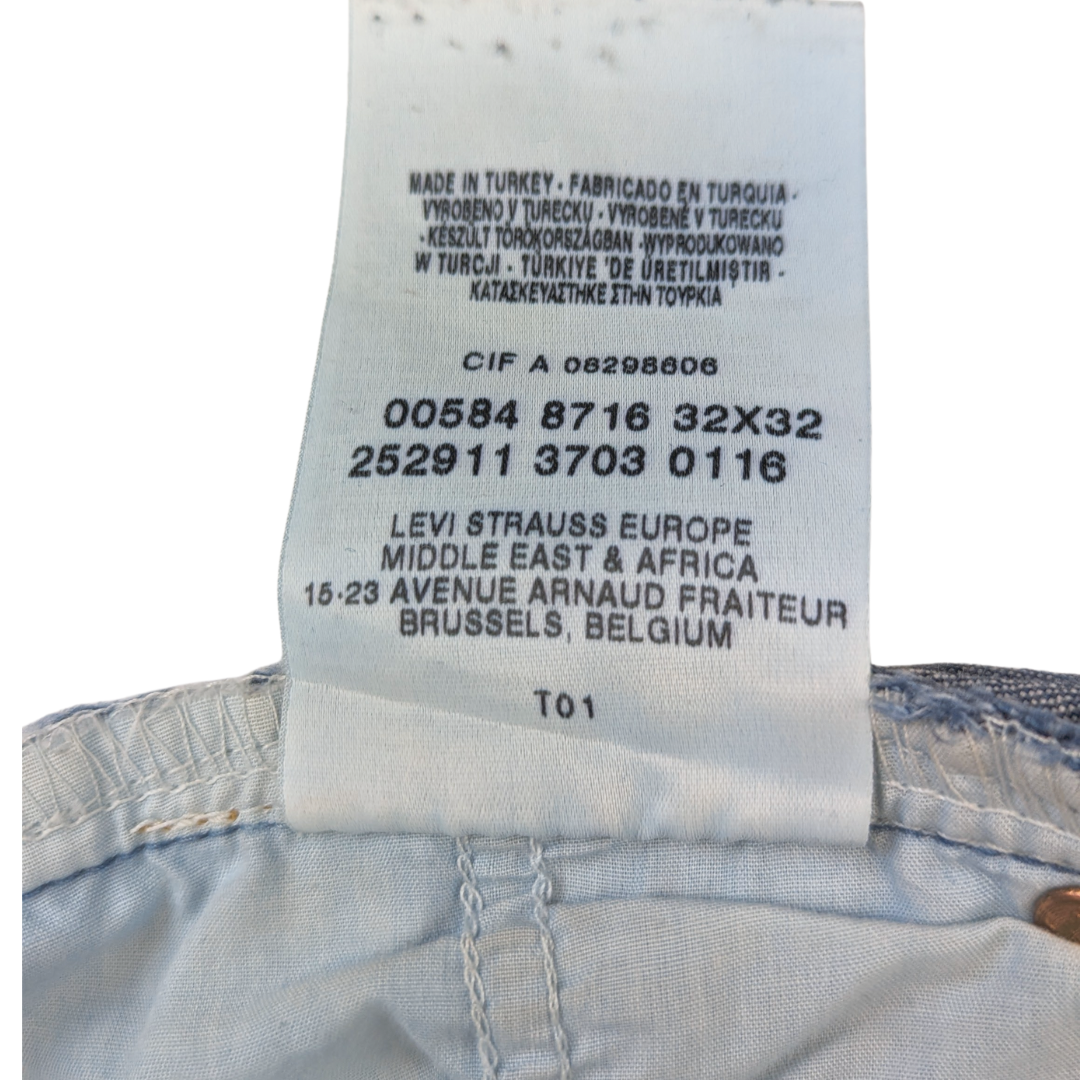 MADE IN TURKEY · FABRICADO EN TURQUIA ·
VYROBENO V TURECKU · VYROBENÉ V TURECKU
· KÉSZÜLT TÖRÖKORSZÁGBAN · WYPRODUKOWANO
W TURCJI · TÜRKIYE 'DE ÜRETILMIŞTIR ·
ΚΑΤΑΣΚΕΥΑΣΤΗΚΕ ΣΤΗΝ ΤΟΥΡΚΙΑ
CIF A 08298606
00584 8716 32X32
252911 3703 0116
LEVI STRAUSS EUROPE
MIDDLE EAST & AFRICA
15·23 AVENUE ARNAUD FRAITEUR
BRUSSELS, BELGIUM
T01